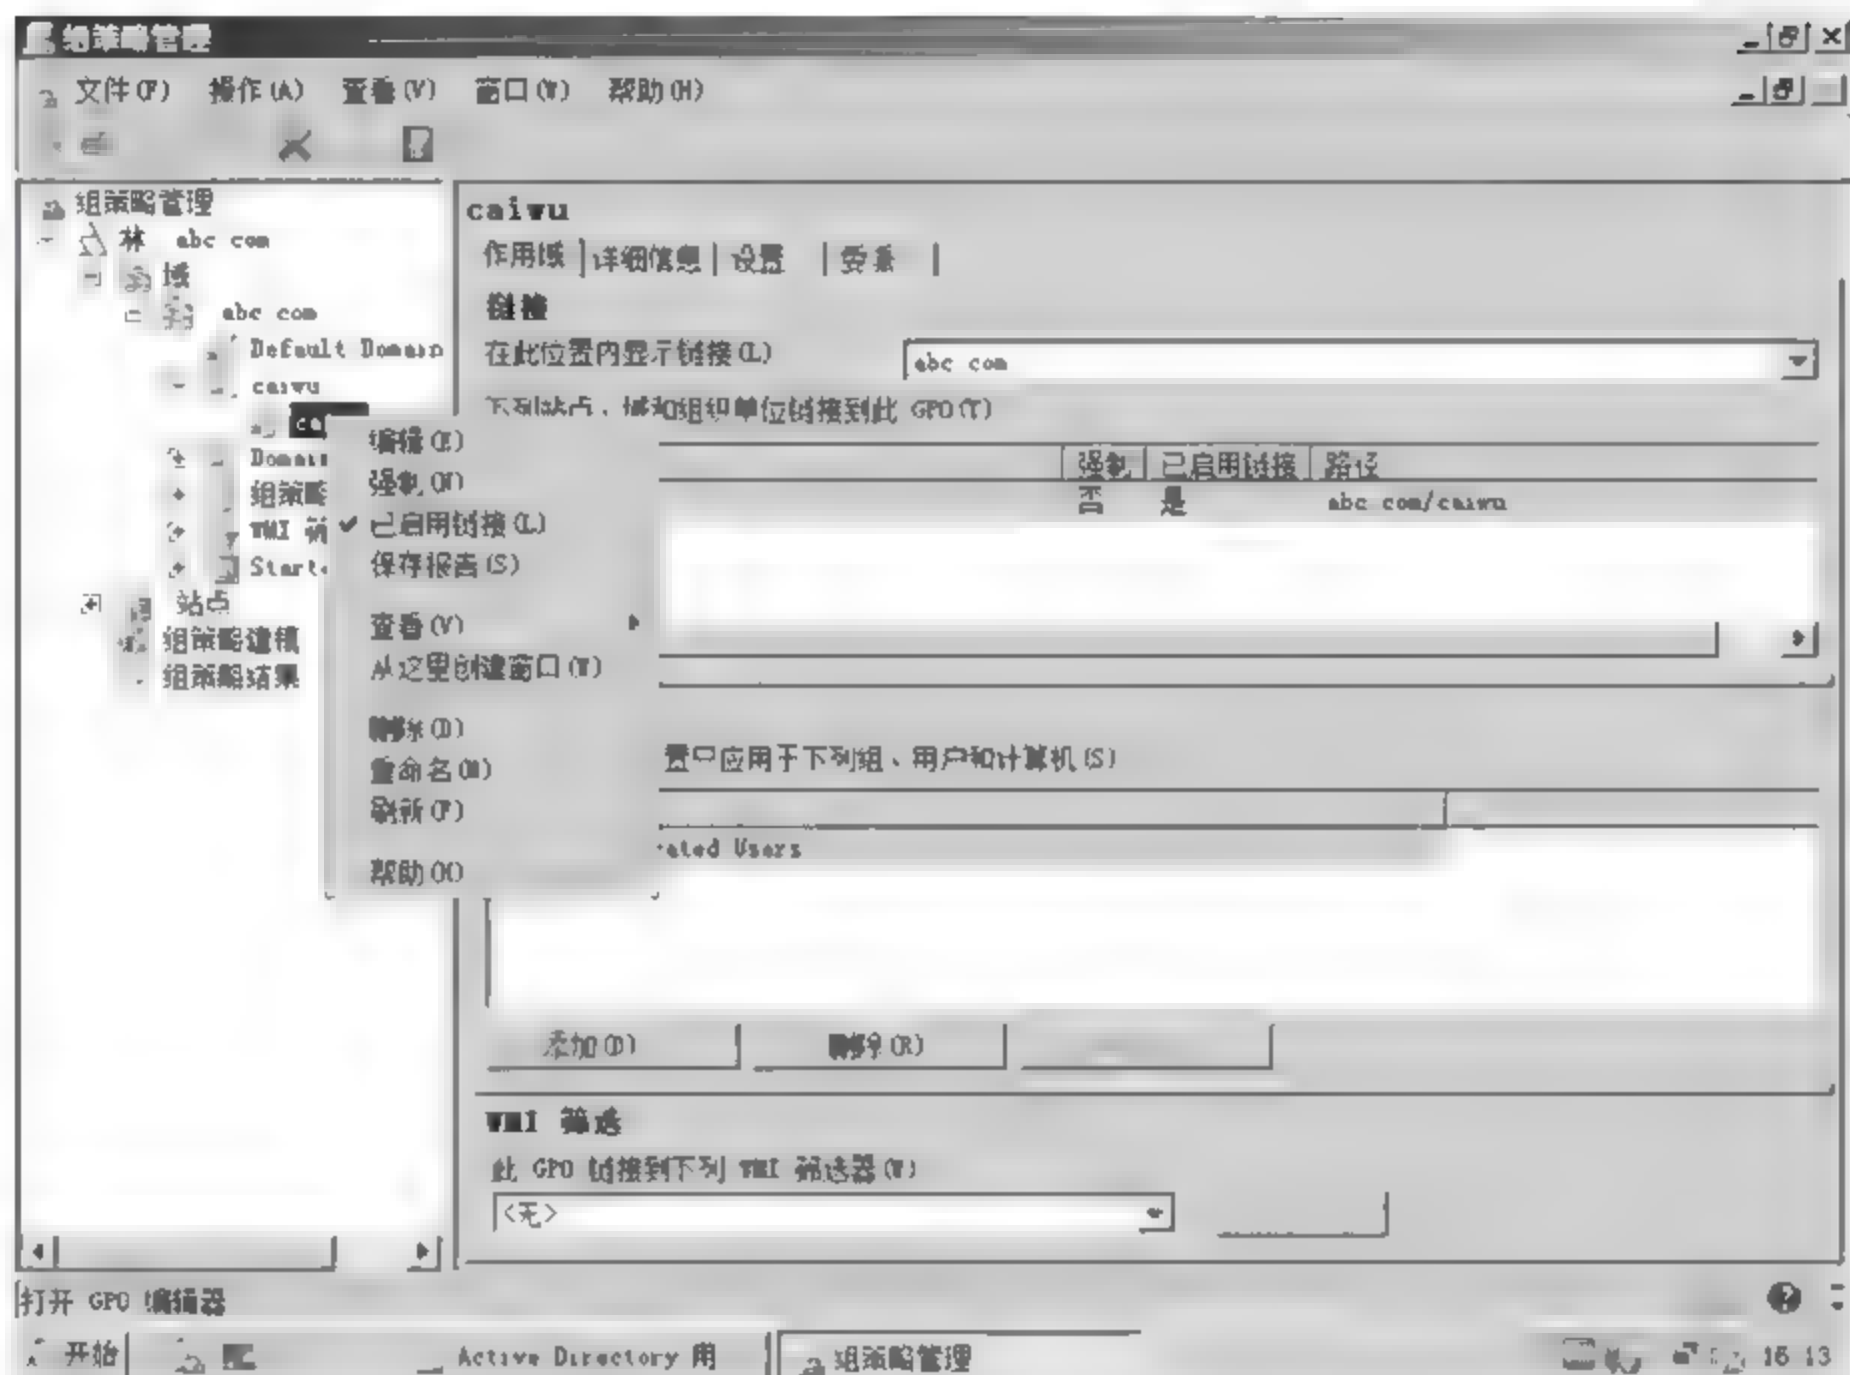 组策略管理
文件(F) 操作(A) 查看(V) 窗口(W) 帮助(H)
组策略管理
林 abc com
域
abc com
Default Domain
caiwu
ca
Domain
组策略
WMI 筛
Starte
站点
组策略建模
组策略结果
编辑(E)
强制(N)
已启用链接(L)
保存报告(S)
查看(V)
从这里创建窗口(W)
删除(D)
重命名(M)
刷新(F)
帮助(H)
caiwu
作用域 详细信息 设置 委派
链接
在此位置内显示链接(L)
abc com
下列站点、域和组织单位链接到此 GPO(T)
强制 已启用链接 路径
否 是 abc com/caiwu
置只应用于下列组、用户和计算机(S)
ated Users
添加(D) 删除(R)
WMI 筛选
此 GPO 链接到下列 WMI 筛选器(W)
<无>
打开 GPO 编辑器
开始 Active Directory 用 组策略管理 15 13